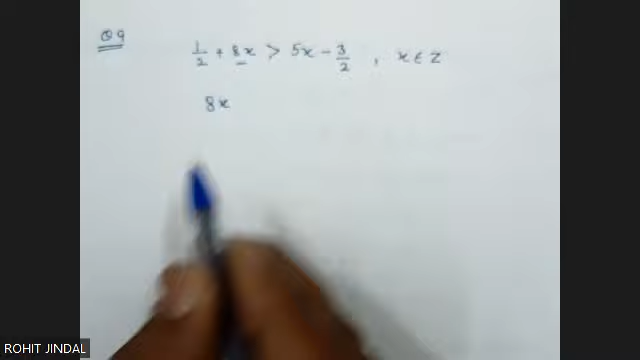 Q9
1/2 + 8x > 5x - 3/2 , x ∈ Z
8x
ROHIT JINDAL